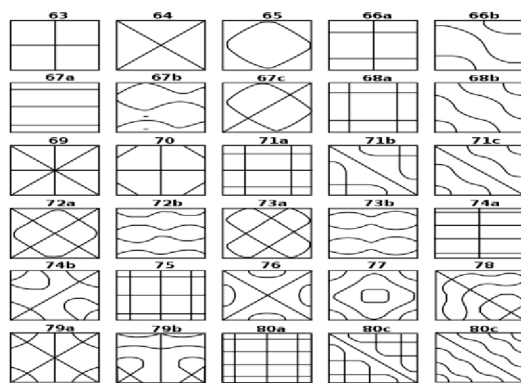 63 64 65 66a 66b
67a 67b 67c 68a 68b
69 70 71a 71b 71c
72a 72b 73a 73b 74a
74b 75 76 77 78
79a 79b 80a 80c 80c